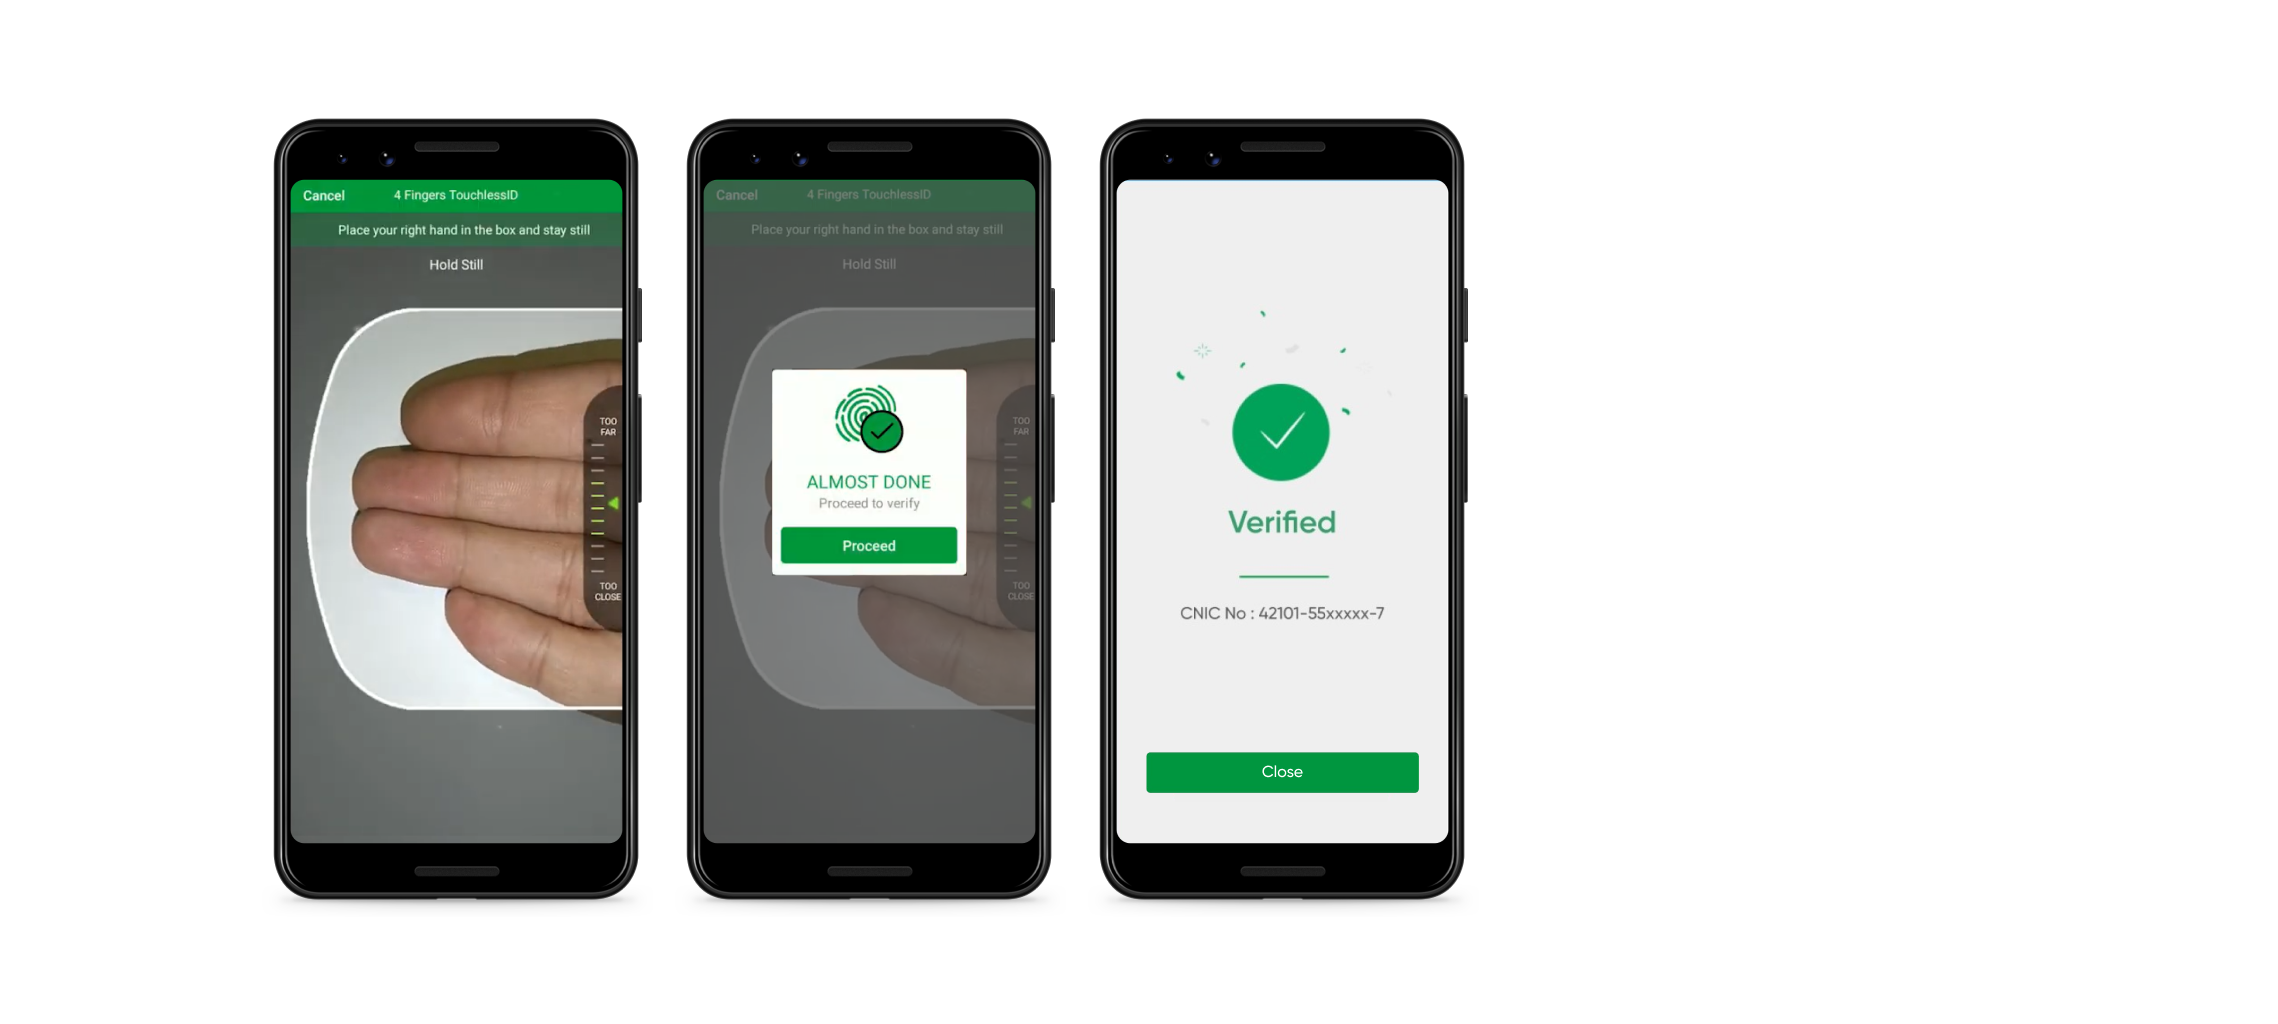 Cancel 4 Fingers TouchlessID
Place your right hand in the box and stay still
Hold Still
TOO
FAR
TOO
CLOSE
Cancel 4 Fingers TouchlessID
Place your right hand in the box and stay still
Hold Still
TOO
FAR
ALMOST DONE
Proceed to verify
Proceed
TOO
CLOSE
Verified
CNIC No : 42101-55xxxxx-7
Close